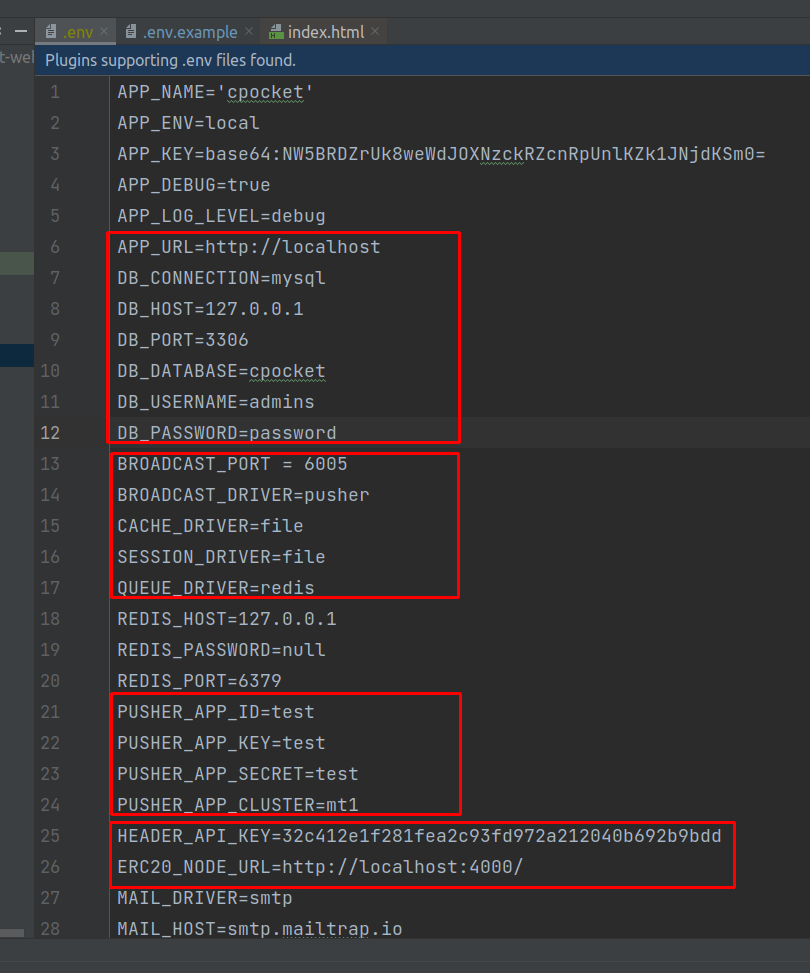 .env .env.example index.html
t-wel
Plugins supporting .env files found.
1 APP_NAME='cpocket'
2 APP_ENV=local
3 APP_KEY=base64:NW5BRDZrUk8weWdJOXNzckRZcnRpUnlKZk1JNjdKSm0=
4 APP_DEBUG=true
5 APP_LOG_LEVEL=debug
6 APP_URL=http://localhost
7 DB_CONNECTION=mysql
8 DB_HOST=127.0.0.1
9 DB_PORT=3306
10 DB_DATABASE=cpocket
11 DB_USERNAME=admins
12 DB_PASSWORD=password
13 BROADCAST_PORT = 6005
14 BROADCAST_DRIVER=pusher
15 CACHE_DRIVER=file
16 SESSION_DRIVER=file
17 QUEUE_DRIVER=redis
18 REDIS_HOST=127.0.0.1
19 REDIS_PASSWORD=null
20 REDIS_PORT=6379
21 PUSHER_APP_ID=test
22 PUSHER_APP_KEY=test
23 PUSHER_APP_SECRET=test
24 PUSHER_APP_CLUSTER=mt1
25 HEADER_API_KEY=32c412e1f281fea2c93fd972a212040b692b9bdd
26 ERC20_NODE_URL=http://localhost:4000/
27 MAIL_DRIVER=smtp
28 MAIL_HOST=smtp.mailtrap.io